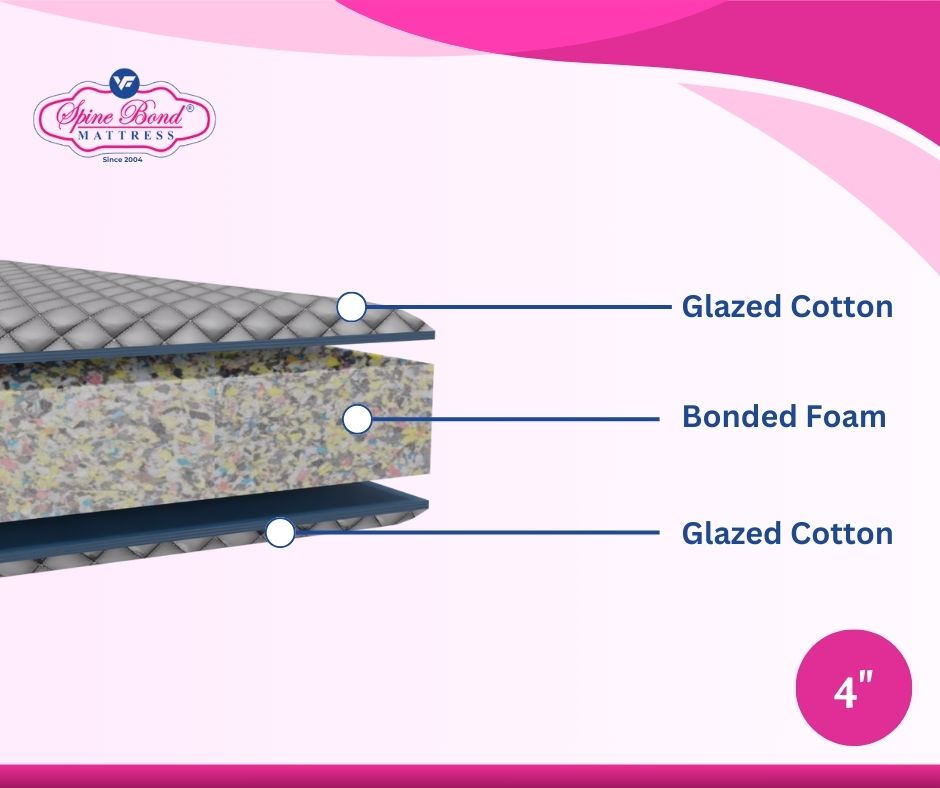 VF
Spine Bond®
MATTRESS
Since 2004
Glazed Cotton
Bonded Foam
Glazed Cotton
4"